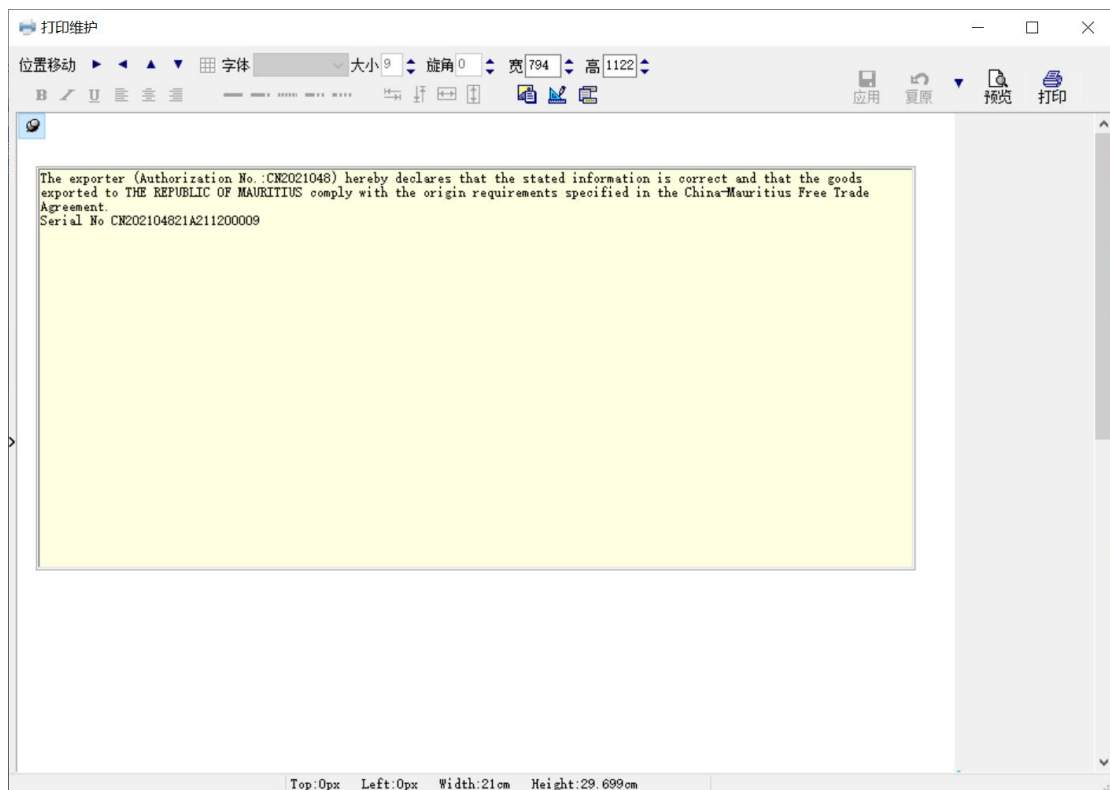 打印维护
位置移动 字体 大小 9 旋角 0 宽 794 高 1122
B I U
应用 复原 预览 打印
The exporter (Authorization No.:CN2021048) hereby declares that the stated information is correct and that the goods
exported to THE REPUBLIC OF MAURITIUS comply with the origin requirements specified in the China-Mauritius Free Trade
Agreement.
Serial No CN202104821A211200009
Top:0px Left:0px Width:21cm Height:29.699cm